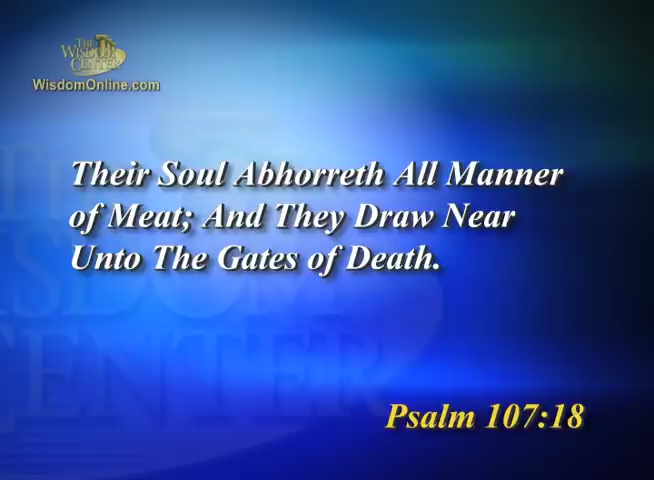 THE
WISDOM
CENTER
WisdomOnline.com
Their Soul Abhorreth All Manner
of Meat; And They Draw Near
Unto The Gates of Death.
Psalm 107:18